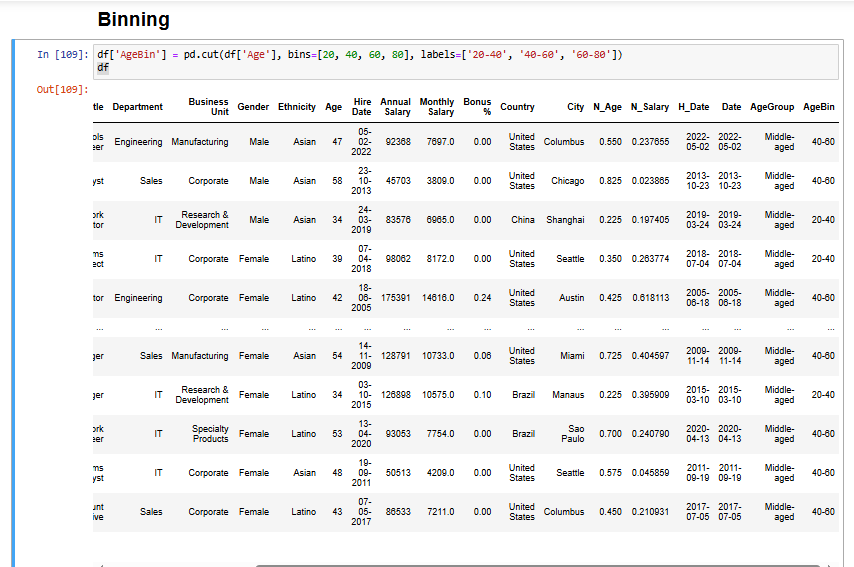 Binning
In [109]: df['AgeBin'] = pd.cut(df['Age'], bins=[20, 40, 60, 80], labels=['20-40', '40-60', '60-80'])
df
Out[109]:
tle Department Business Unit Gender Ethnicity Age Hire Date Annual Salary Monthly Salary Bonus % Country City N_Age N_Salary H_Date Date AgeGroup AgeBin
ols eer Engineering Manufacturing Male Asian 47 05-02-2022 92368 7697.0 0.00 United States Columbus 0.550 0.237655 2022-05-02 2022-05-02 Middle-aged 40-60
yst Sales Corporate Male Asian 58 23-10-2013 45703 3809.0 0.00 United States Chicago 0.825 0.023865 2013-10-23 2013-10-23 Middle-aged 40-60
ork tor IT Research & Development Male Asian 34 24-03-2019 83576 6965.0 0.00 China Shanghai 0.225 0.197405 2019-03-24 2019-03-24 Middle-aged 20-40
ms ect IT Corporate Female Latino 39 07-04-2018 98062 8172.0 0.00 United States Seattle 0.350 0.263774 2018-07-04 2018-07-04 Middle-aged 20-40
tor Engineering Corporate Female Latino 42 18-06-2005 175391 14616.0 0.24 United States Austin 0.425 0.618113 2005-06-18 2005-06-18 Middle-aged 40-60
... ... ... ... ... ... ... ... ... ... ... ... ... ... ... ... ... ...
ger Sales Manufacturing Female Asian 54 14-11-2009 128791 10733.0 0.06 United States Miami 0.725 0.404597 2009-11-14 2009-11-14 Middle-aged 40-60
ger IT Research & Development Female Latino 34 03-10-2015 126898 10575.0 0.10 Brazil Manaus 0.225 0.395909 2015-03-10 2015-03-10 Middle-aged 20-40
ork eer IT Specialty Products Female Latino 53 13-04-2020 93053 7754.0 0.00 Brazil Sao Paulo 0.700 0.240790 2020-04-13 2020-04-13 Middle-aged 40-60
ms yst IT Corporate Female Asian 48 19-09-2011 50513 4209.0 0.00 United States Seattle 0.575 0.045859 2011-09-19 2011-09-19 Middle-aged 40-60
unt ive Sales Corporate Female Latino 43 07-05-2017 86533 7211.0 0.00 United States Columbus 0.450 0.210931 2017-07-05 2017-07-05 Middle-aged 40-60